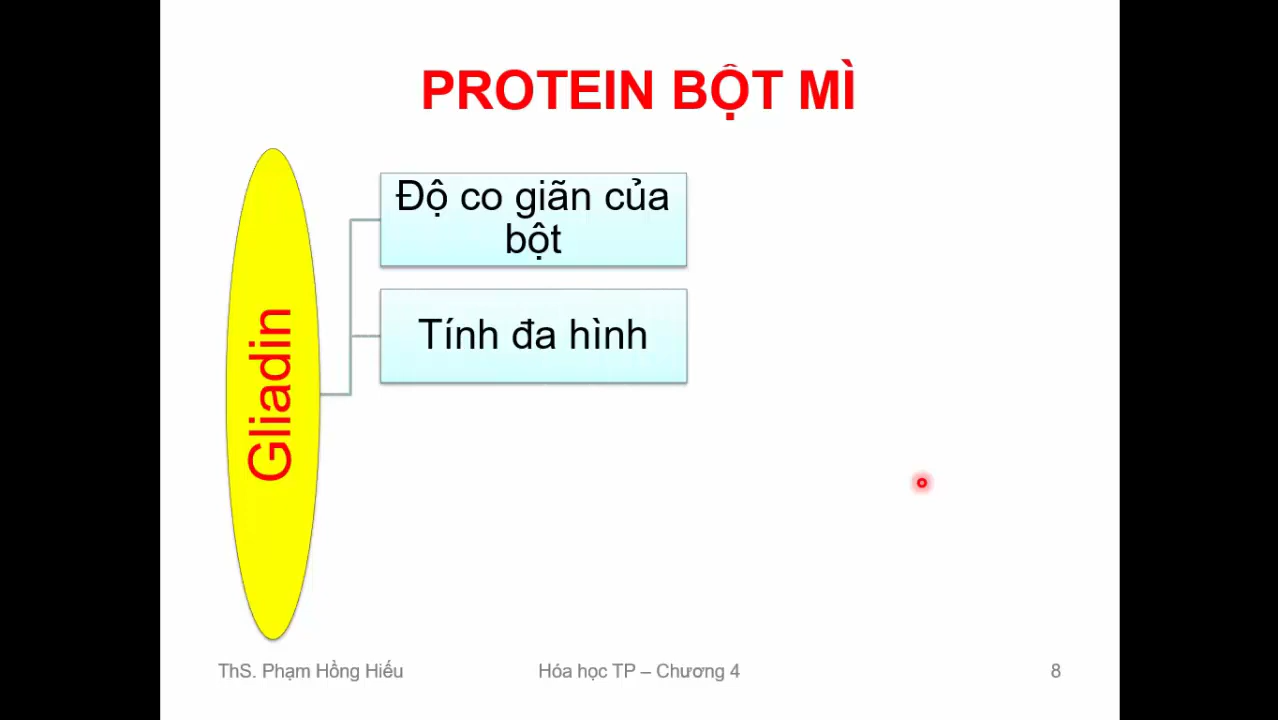 PROTEIN BỘT MÌ
Độ co giãn của
bột
Tính đa hình
Gliadin
ThS. Phạm Hồng Hiếu
Hóa học TP – Chương 4
8